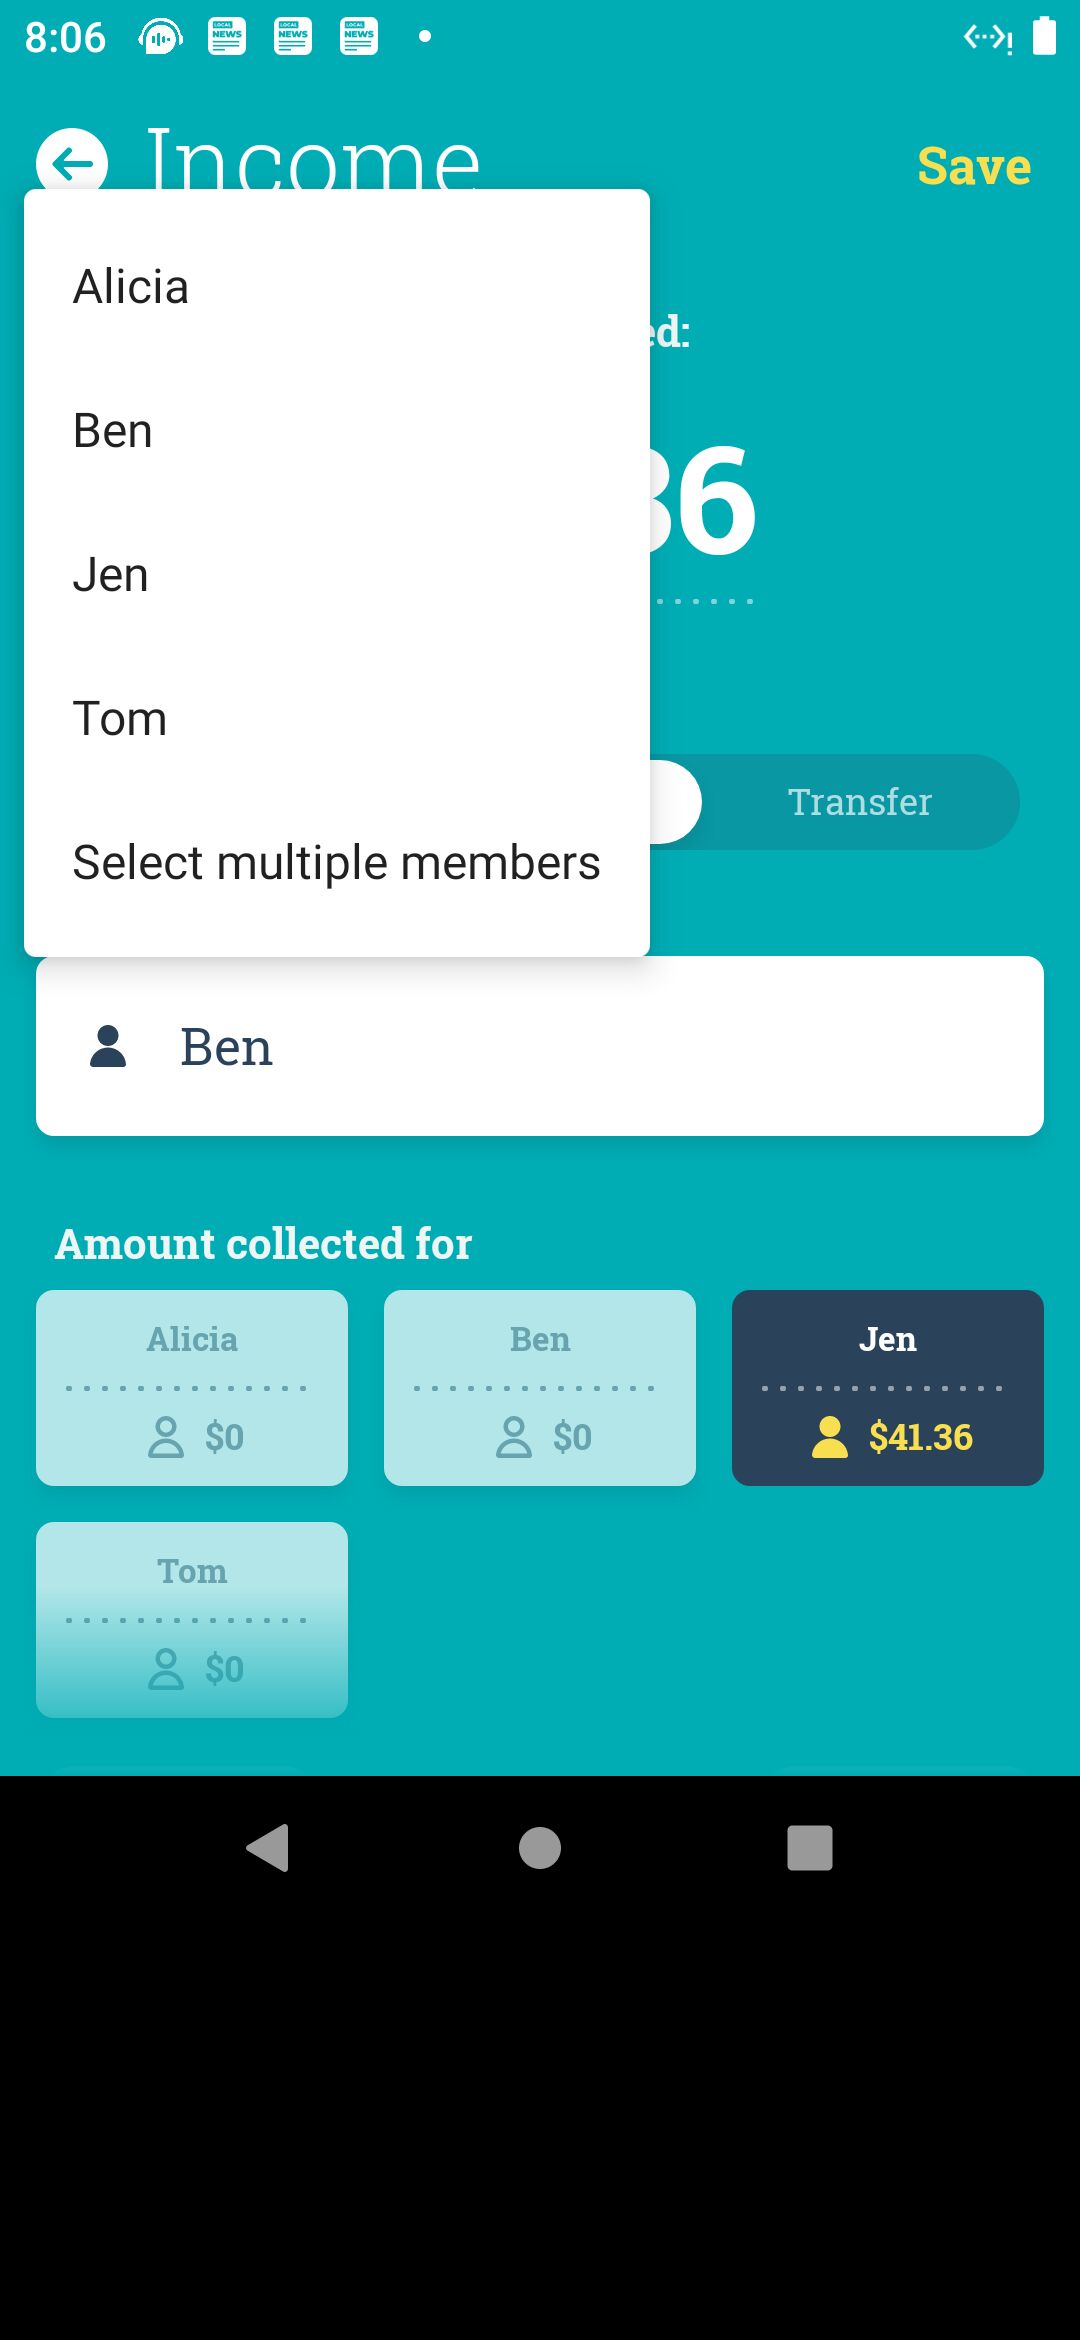 8:06
Income
Save
Alicia
ed:
Ben
36
Jen
Tom
Transfer
Select multiple members
Ben
Amount collected for
Alicia
Ben
Jen
$0
$0
$41.36
Tom
$0